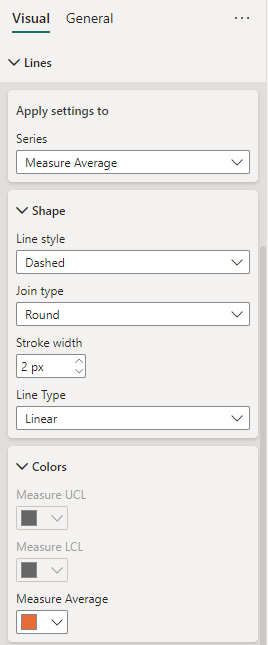 Visual General ...
Lines
Apply settings to
Series
Measure Average
Shape
Line style
Dashed
Join type
Round
Stroke width
2 px
Line Type
Linear
Colors
Measure UCL
Measure LCL
Measure Average